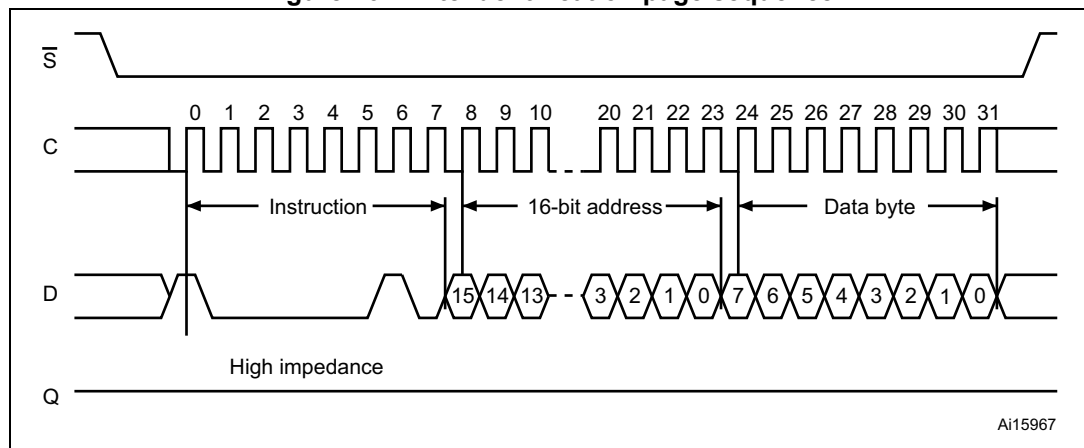 S̅
0 1 2 3 4 5 6 7 8 9 10 20 21 22 23 24 25 26 27 28 29 30 31
C
Instruction 16-bit address Data byte
D
15 14 13 3 2 1 0 7 6 5 4 3 2 1 0
High impedance
Q
Ai15967